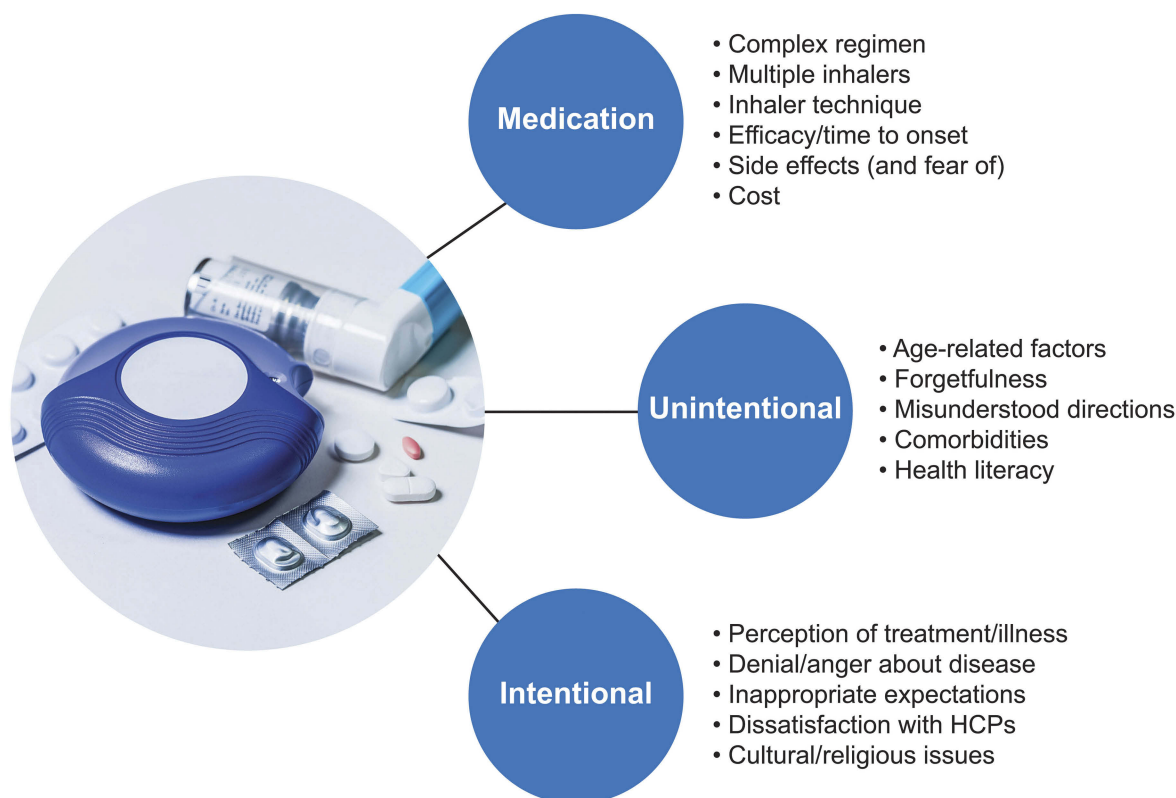 Medication
• Complex regimen
• Multiple inhalers
• Inhaler technique
• Efficacy/time to onset
• Side effects (and fear of)
• Cost
Unintentional
• Age-related factors
• Forgetfulness
• Misunderstood directions
• Comorbidities
• Health literacy
Intentional
• Perception of treatment/illness
• Denial/anger about disease
• Inappropriate expectations
• Dissatisfaction with HCPs
• Cultural/religious issues